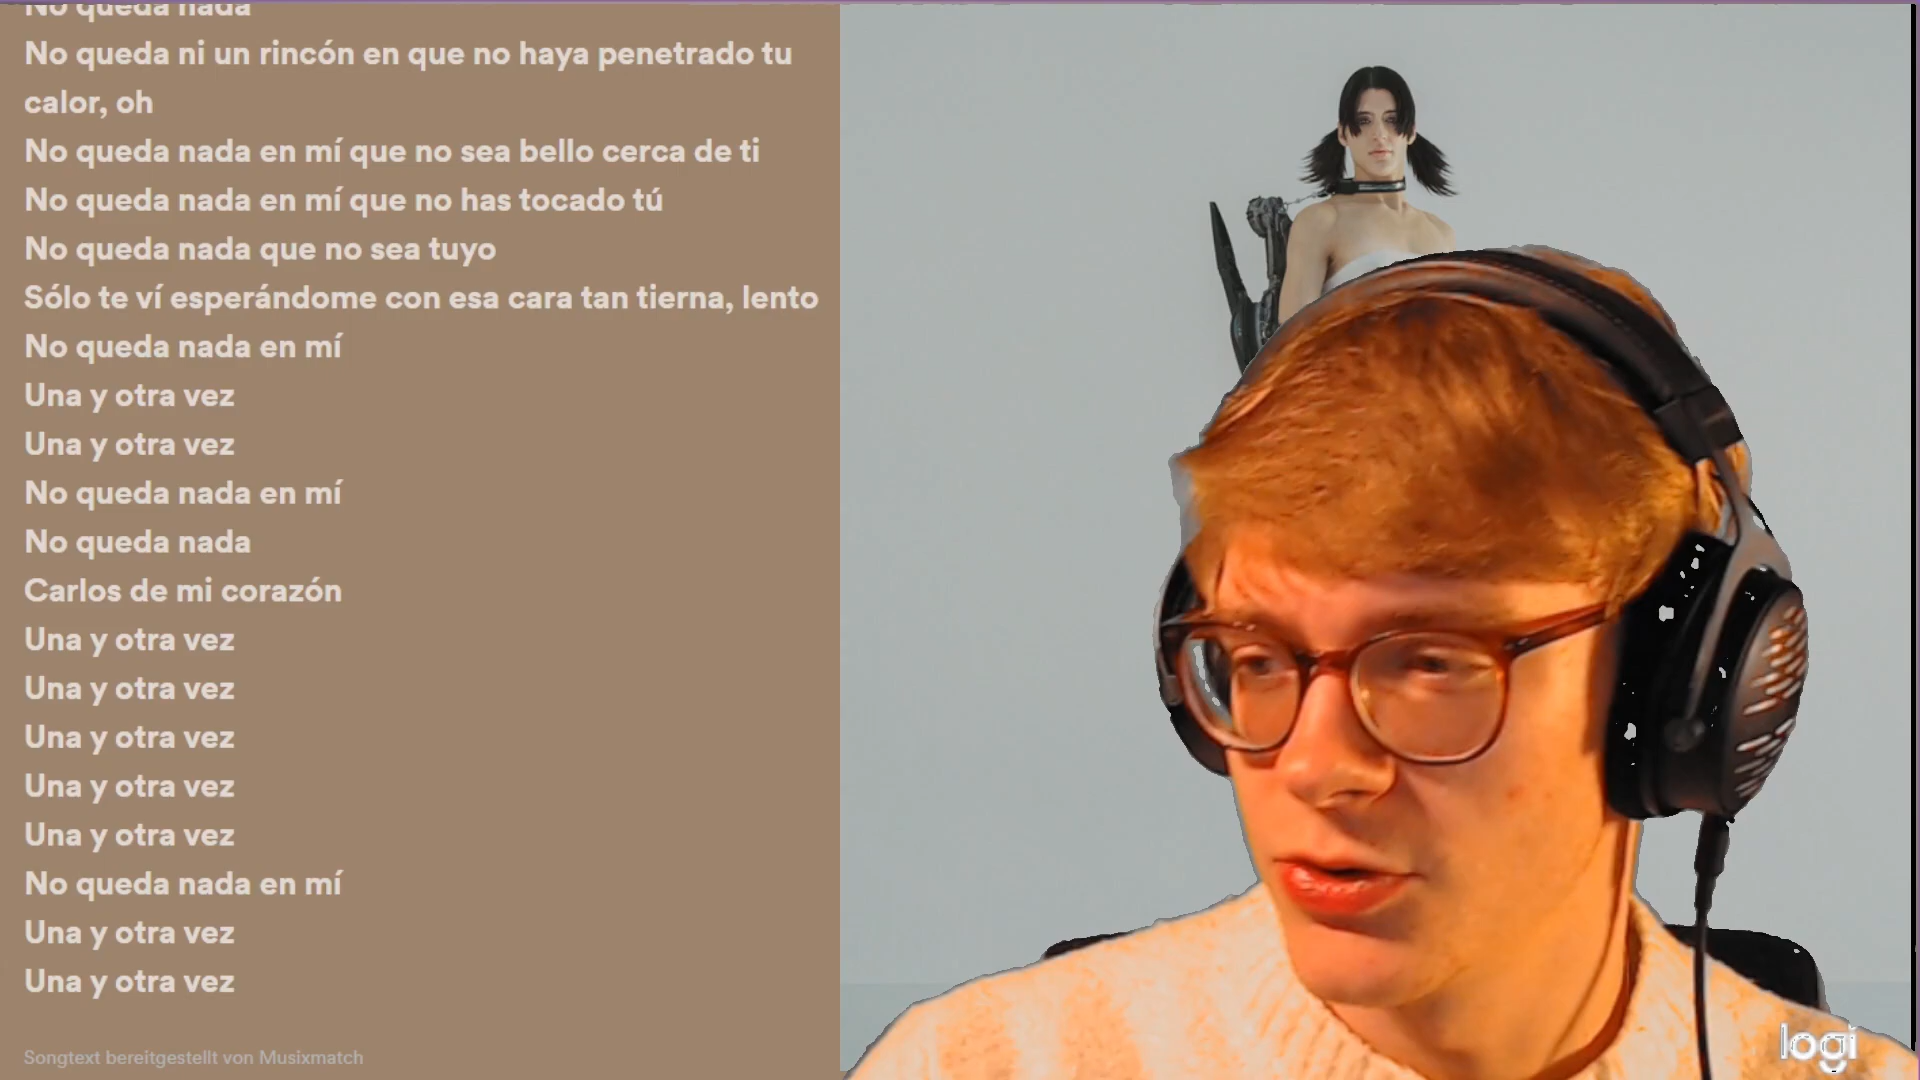 No queda nada
No queda ni un rincón en que no haya penetrado tu
calor, oh
No queda nada en mí que no sea bello cerca de ti
No queda nada en mí que no has tocado tú
No queda nada que no sea tuyo
Sólo te ví esperándome con esa cara tan tierna, lento
No queda nada en mí
Una y otra vez
Una y otra vez
No queda nada en mí
No queda nada
Carlos de mi corazón
Una y otra vez
Una y otra vez
Una y otra vez
Una y otra vez
Una y otra vez
No queda nada en mí
Una y otra vez
Una y otra vez
Songtext bereitgestellt von Musixmatch
logi